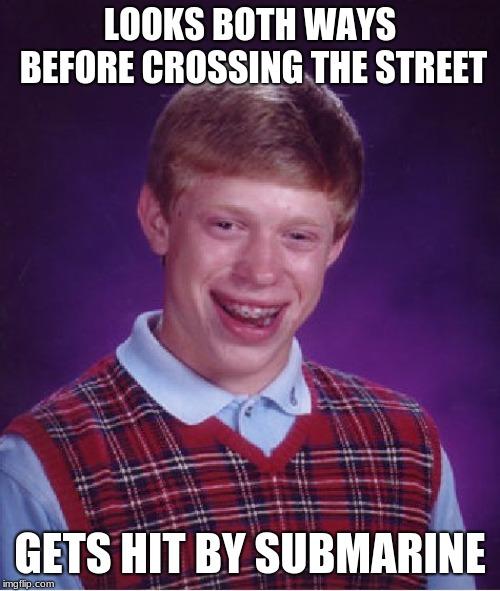 LOOKS BOTH WAYS
BEFORE CROSSING THE STREET
GETS HIT BY SUBMARINE
imgflip.com